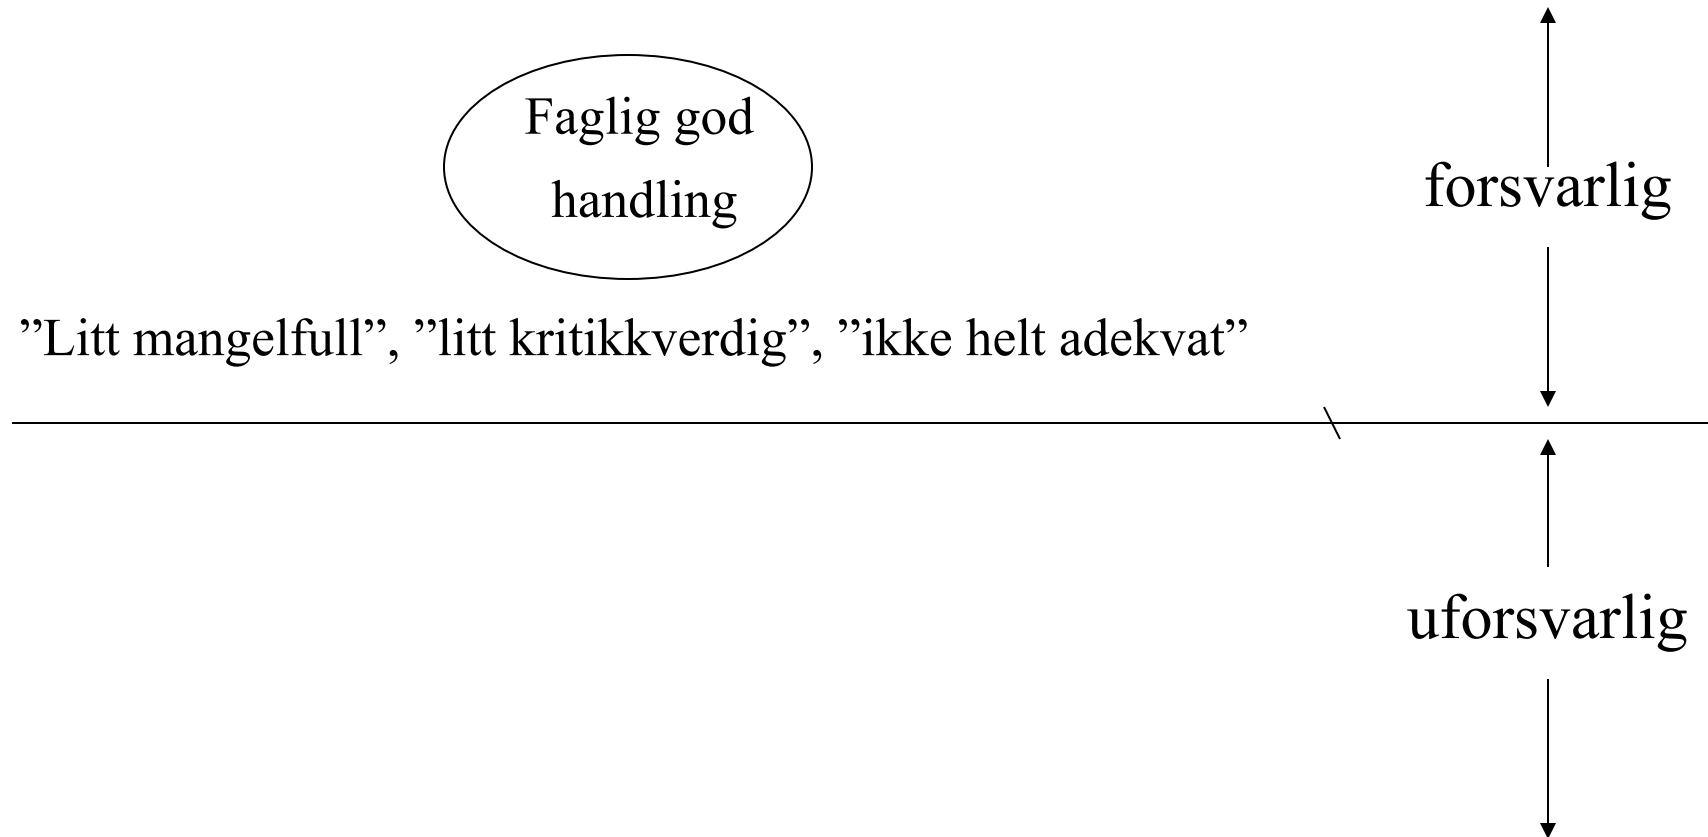 Faglig god
handling
forsvarlig
”Litt mangelfull”, ”litt kritikkverdig”, ”ikke helt adekvat”
uforsvarlig